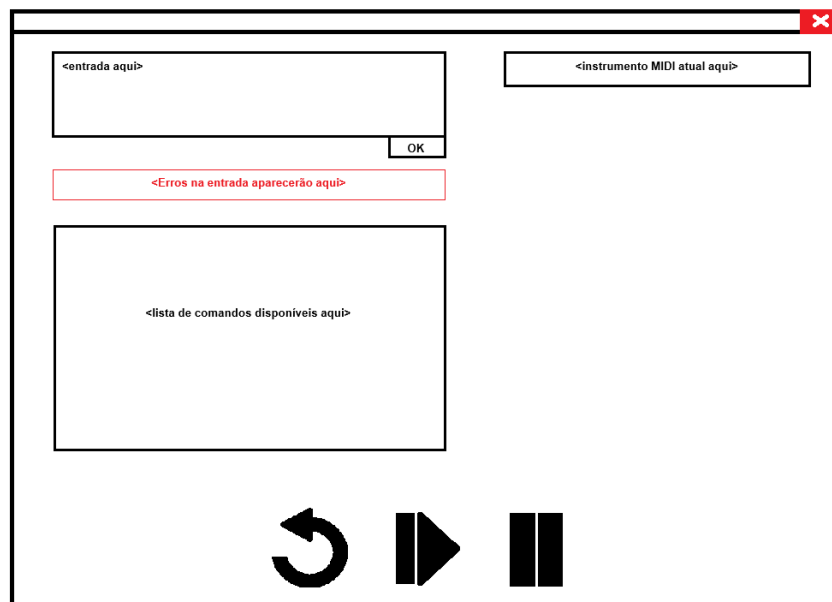 <entrada aqui>
<instrumento MIDI atual aqui>
OK
<Erros na entrada aparecerão aqui>
<lista de comandos disponíveis aqui>